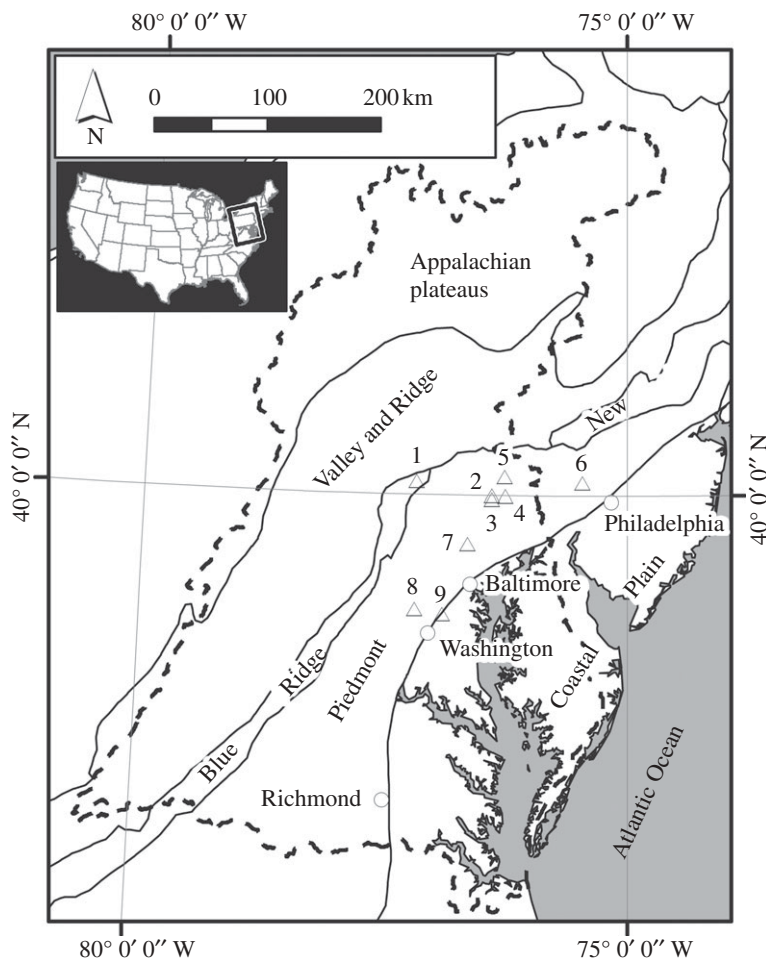 80° 0′ 0″ W
75° 0′ 0″ W
0
100
200 km
N
Appalachian
plateaus
Valley and Ridge
New
40° 0′ 0″ N
40° 0′ 0″ N
1
5
6
2
4
3
Philadelphia
7
Baltimore
Plain
8
9
Washington
Ridge
Piedmont
Coastal
Blue
Richmond
Atlantic Ocean
80° 0′ 0″ W
75° 0′ 0″ W